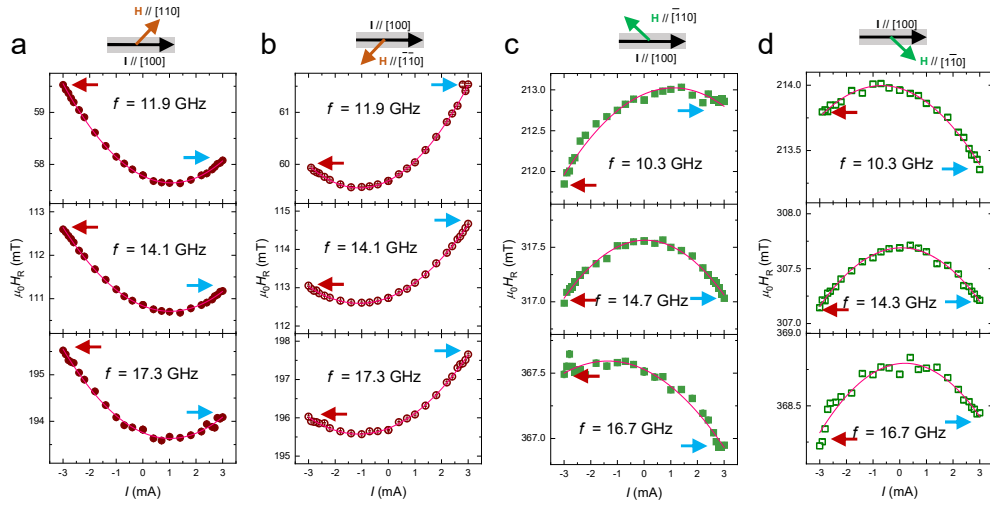 a
H // [110]
I // [100]
μ₀H_R (mT)
f = 11.9 GHz
59
58
f = 14.1 GHz
113
112
111
f = 17.3 GHz
195
194
-3 -2 -1 0 1 2 3
I (mA)
b
I // [100]
H // [1̄1̄0]
μ₀H_R (mT)
f = 11.9 GHz
61
60
f = 14.1 GHz
115
114
113
112
f = 17.3 GHz
198
197
196
195
-3 -2 -1 0 1 2 3
I (mA)
c
H // [1̄10]
I // [100]
μ₀H_R (mT)
f = 10.3 GHz
213.0
212.5
212.0
f = 14.7 GHz
317.5
317.0
f = 16.7 GHz
367.5
367.0
-3 -2 -1 0 1 2 3
I (mA)
d
I // [100]
H // [11̄0]
μ₀H_R (mT)
f = 10.3 GHz
214.0
213.5
f = 14.3 GHz
308.0
307.5
307.0
f = 16.7 GHz
369.0
368.5
-3 -2 -1 0 1 2 3
I (mA)